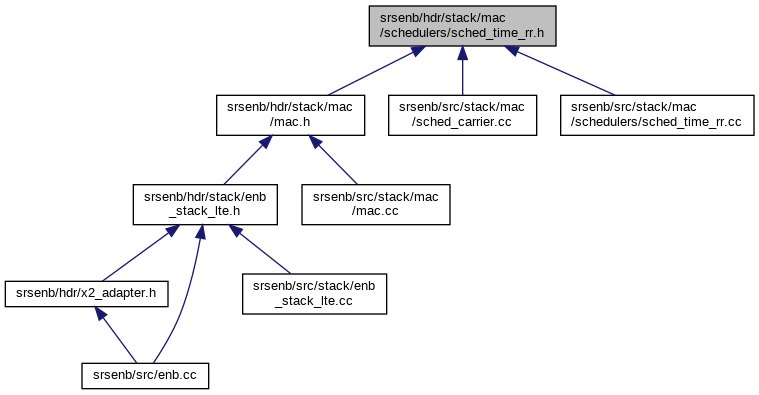 srsenb/hdr/stack/mac
/schedulers/sched_time_rr.h
srsenb/hdr/stack/mac
/mac.h
srsenb/src/stack/mac
/sched_carrier.cc
srsenb/src/stack/mac
/schedulers/sched_time_rr.cc
srsenb/hdr/stack/enb
_stack_lte.h
srsenb/src/stack/mac
/mac.cc
srsenb/hdr/x2_adapter.h
srsenb/src/stack/enb
_stack_lte.cc
srsenb/src/enb.cc